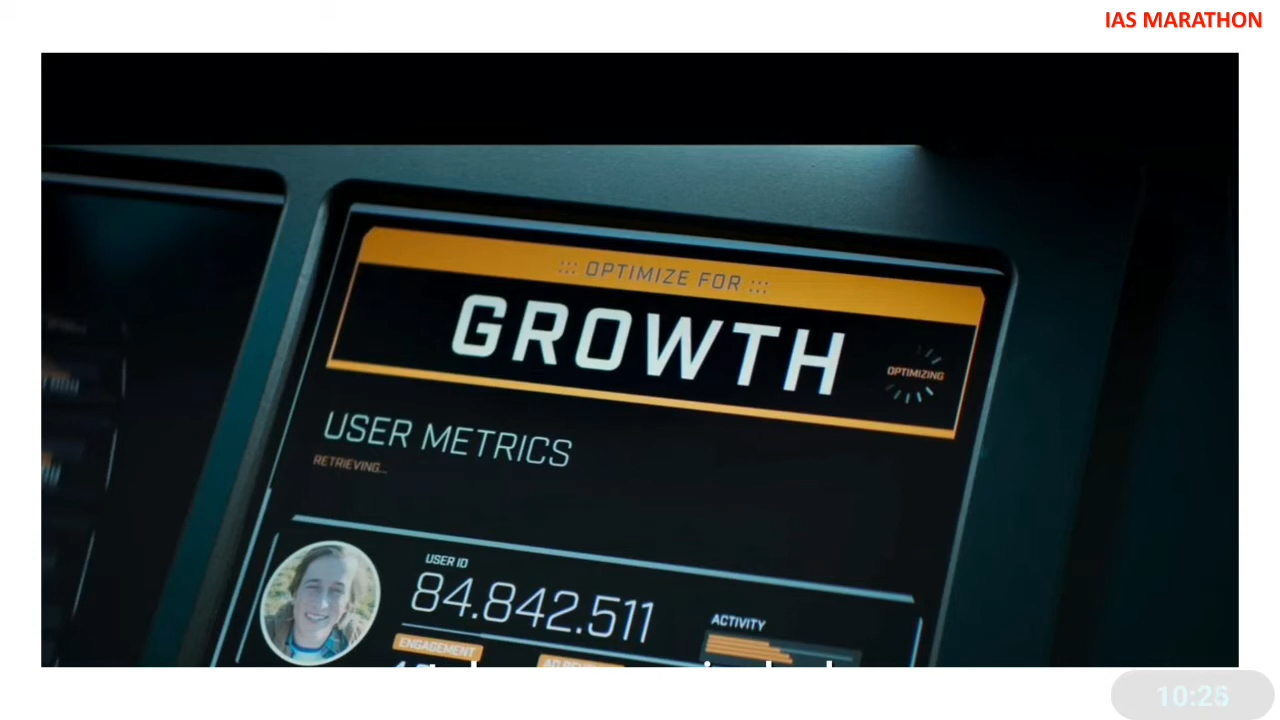 IAS MARATHON
::: OPTIMIZE FOR :::
GROWTH
OPTIMIZING
USER METRICS
RETRIEVING...
USER ID
84.842.511
ACTIVITY
ENGAGEMENT
10:25